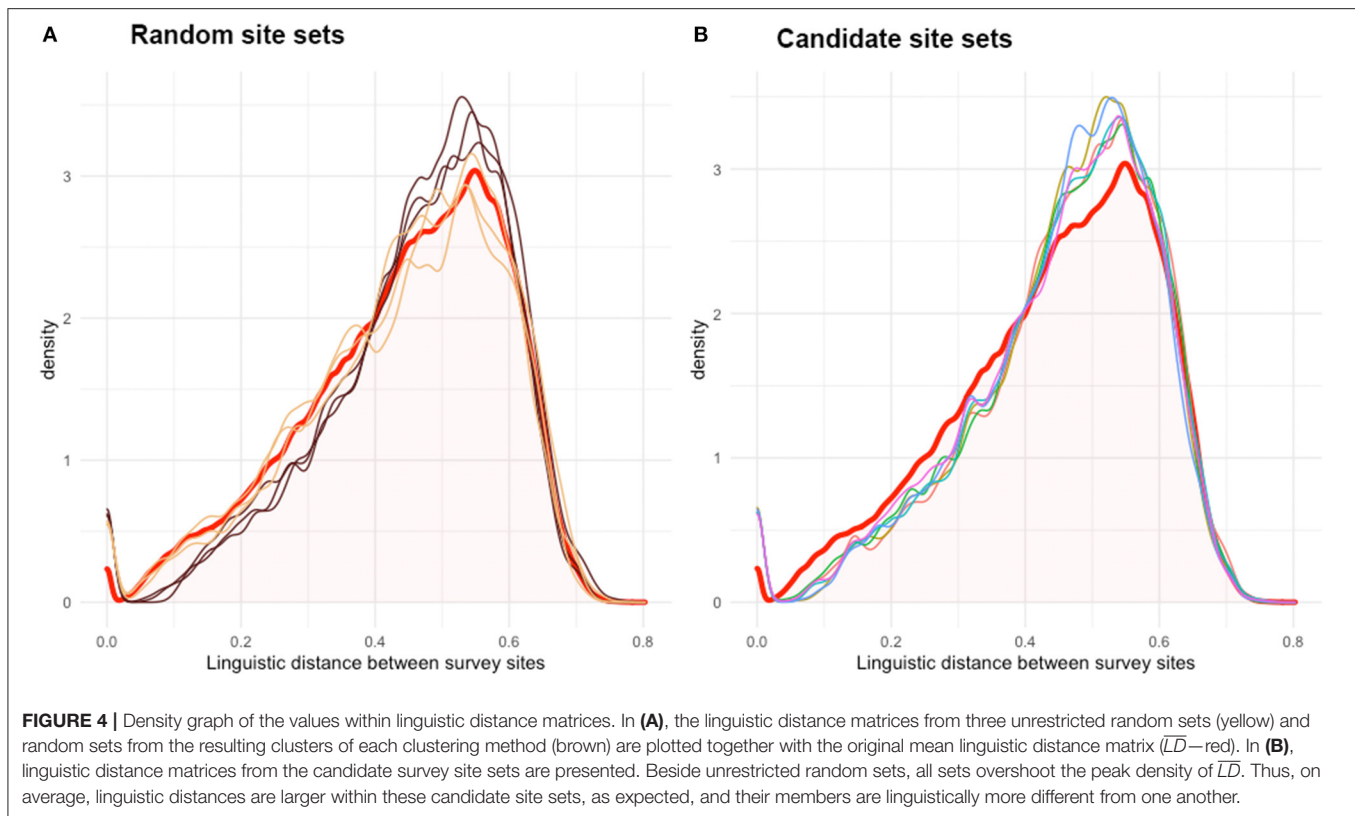 A Random site sets
density
3
2
1
0
0.0 0.2 0.4 0.6 0.8
Linguistic distance between survey sites
B Candidate site sets
density
3
2
1
0
0.0 0.2 0.4 0.6 0.8
Linguistic distance between survey sites
FIGURE 4 | Density graph of the values within linguistic distance matrices. In (A), the linguistic distance matrices from three unrestricted random sets (yellow) and
random sets from the resulting clusters of each clustering method (brown) are plotted together with the original mean linguistic distance matrix (L̅D̅—red). In (B),
linguistic distance matrices from the candidate survey site sets are presented. Beside unrestricted random sets, all sets overshoot the peak density of L̅D̅. Thus, on
average, linguistic distances are larger within these candidate site sets, as expected, and their members are linguistically more different from one another.